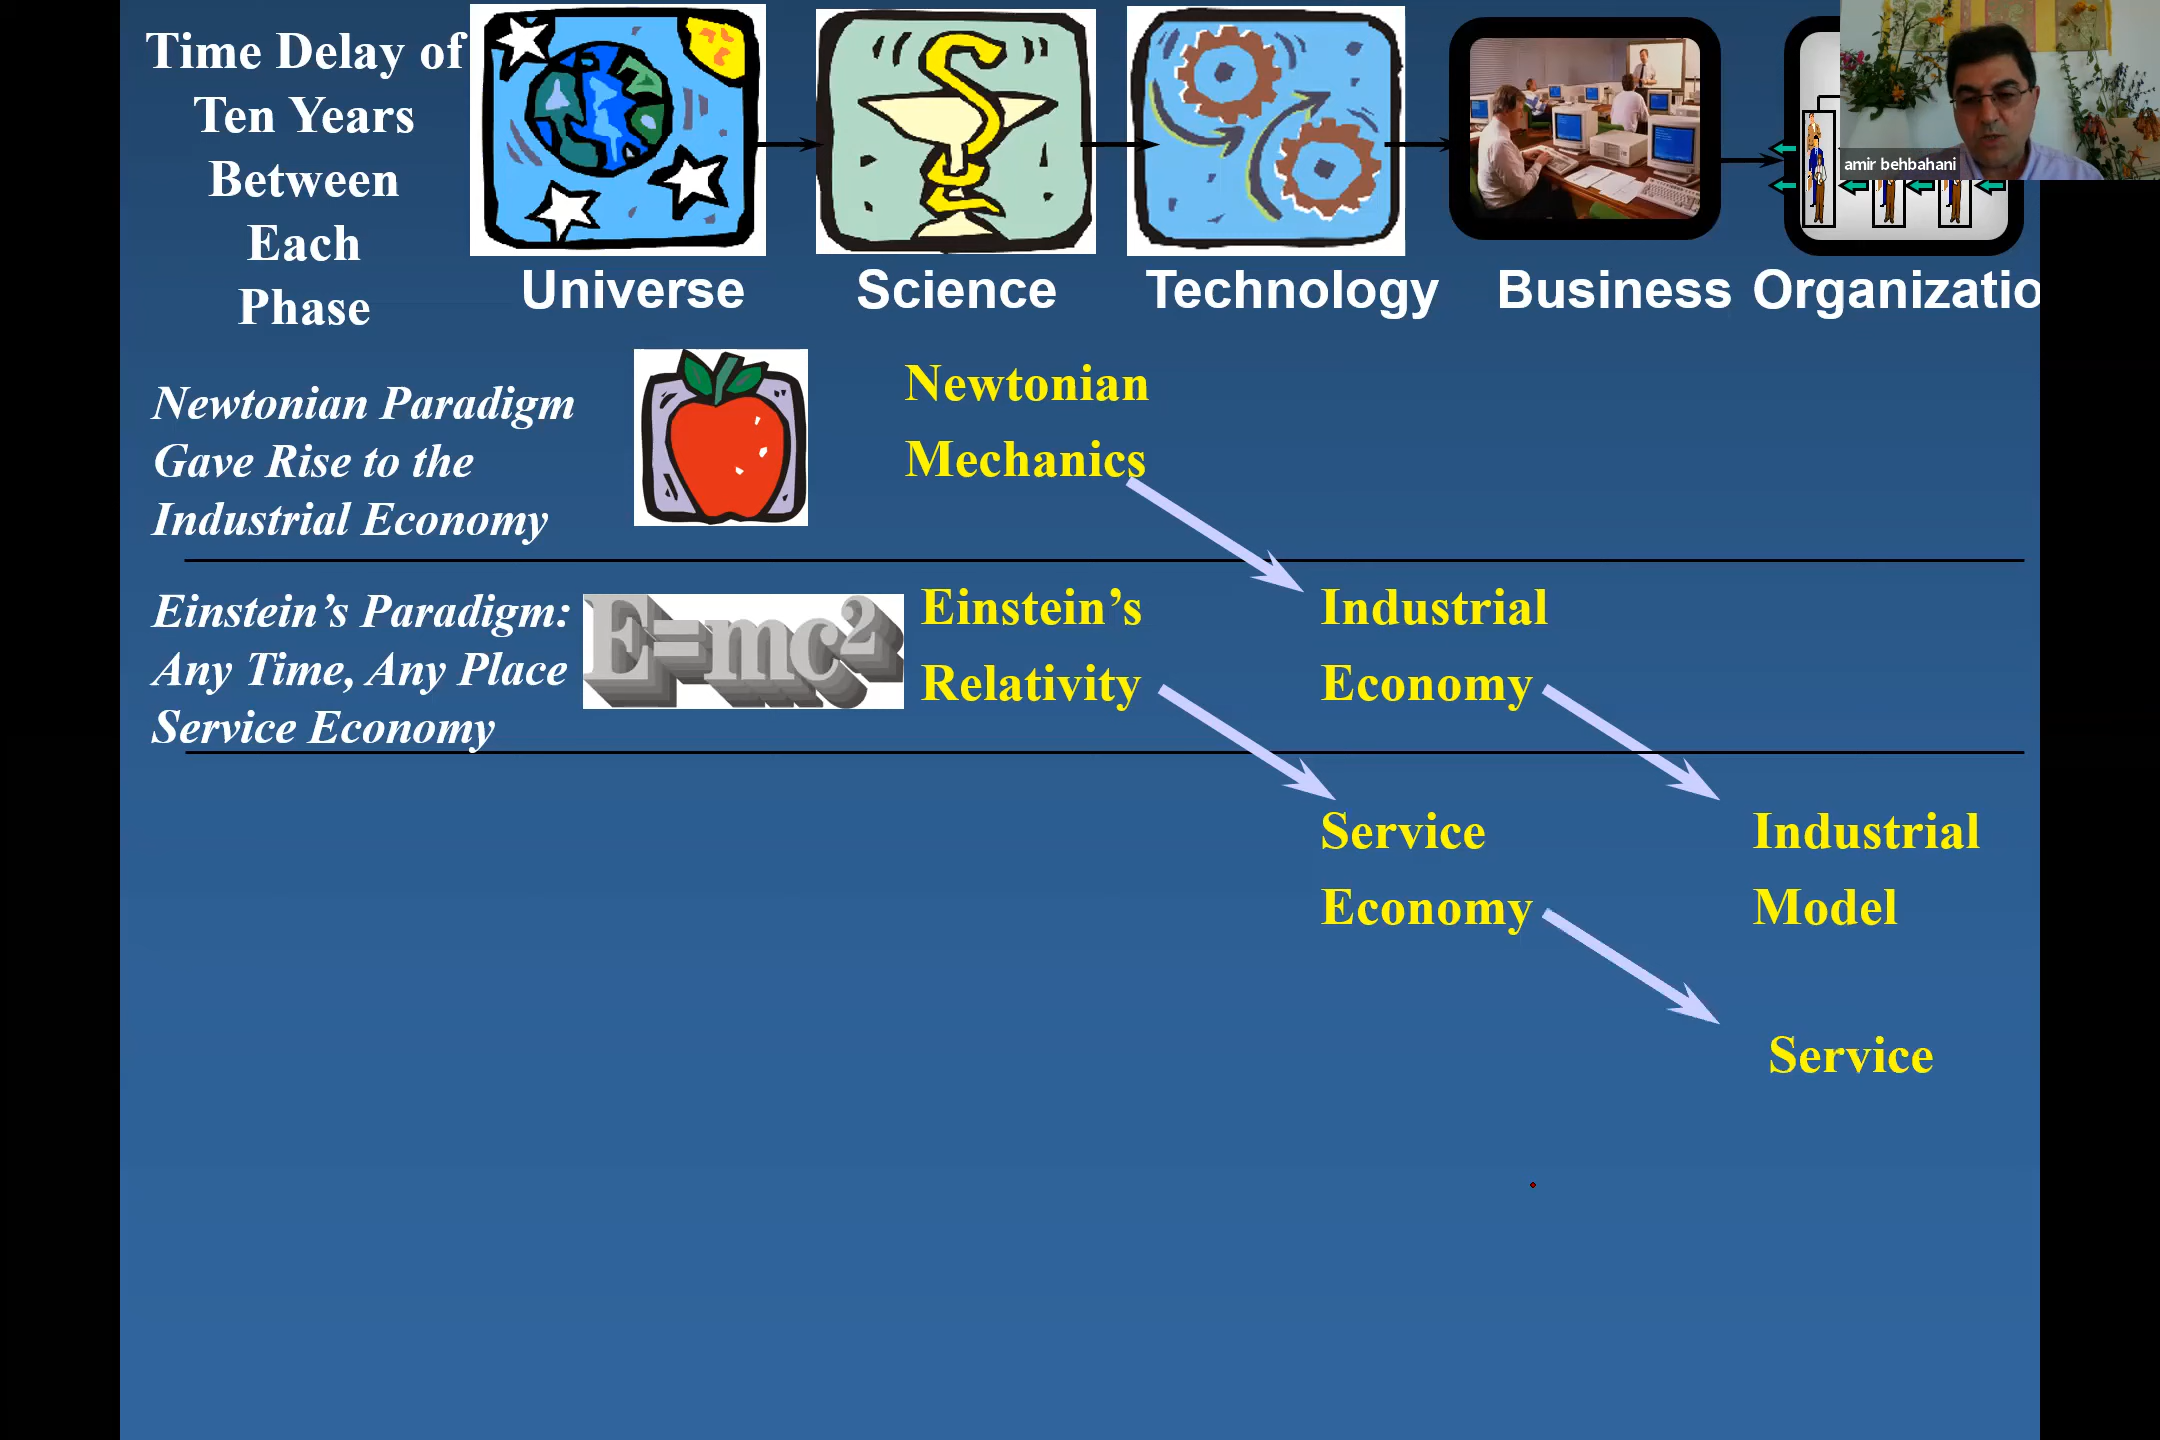 Time Delay of
Ten Years
Between
Each
Phase
amir behbahani
Universe
Science
Technology
Business
Organizatio
Newtonian Paradigm
Gave Rise to the
Industrial Economy
Newtonian
Mechanics
Einstein’s Paradigm:
Any Time, Any Place
Service Economy
E=mc²
Einstein’s
Relativity
Industrial
Economy
Service
Economy
Industrial
Model
Service